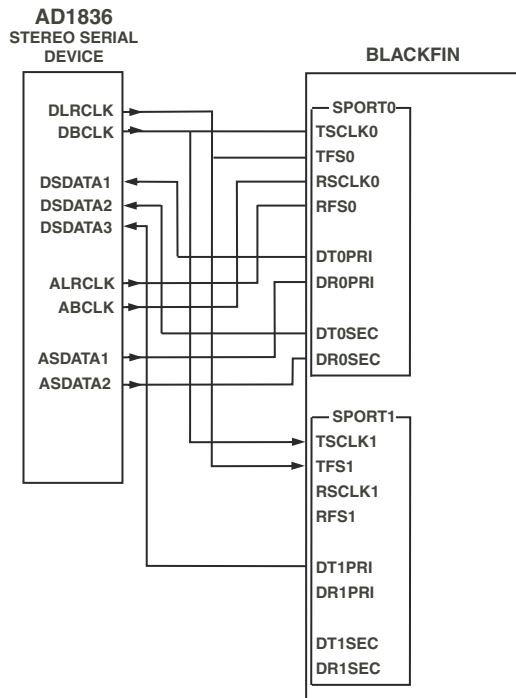 AD1836
STEREO SERIAL
DEVICE
DLRCLK
DBCLK
DSDATA1
DSDATA2
DSDATA3
ALRCLK
ABCLK
ASDATA1
ASDATA2
BLACKFIN
SPORT0
TSCLK0
TFS0
RSCLK0
RFS0
DT0PRI
DR0PRI
DT0SEC
DR0SEC
SPORT1
TSCLK1
TFS1
RSCLK1
RFS1
DT1PRI
DR1PRI
DT1SEC
DR1SEC